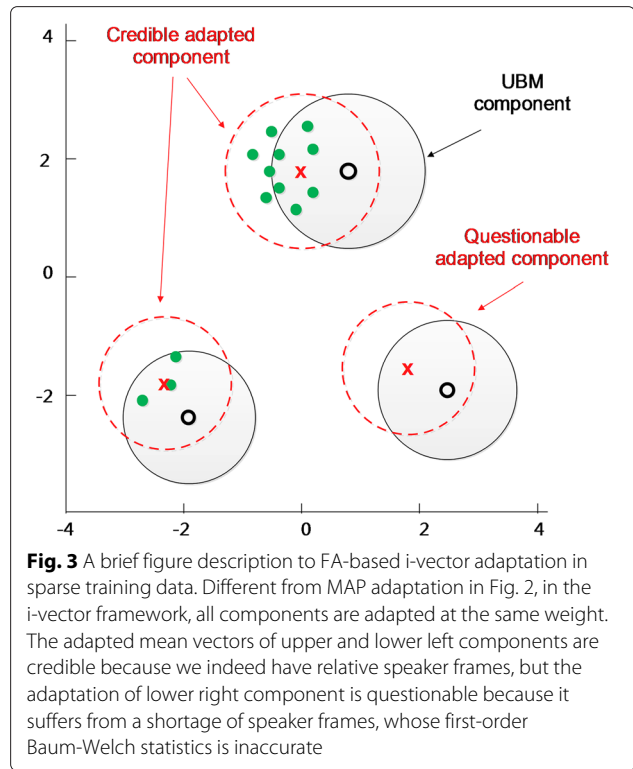 Credible adapted
component
UBM
component
Questionable
adapted component
4
2
0
-2
-4
-2
0
2
4
x
x
x
Fig. 3 A brief figure description to FA-based i-vector adaptation in
sparse training data. Different from MAP adaptation in Fig. 2, in the
i-vector framework, all components are adapted at the same weight.
The adapted mean vectors of upper and lower left components are
credible because we indeed have relative speaker frames, but the
adaptation of lower right component is questionable because it
suffers from a shortage of speaker frames, whose first-order
Baum-Welch statistics is inaccurate